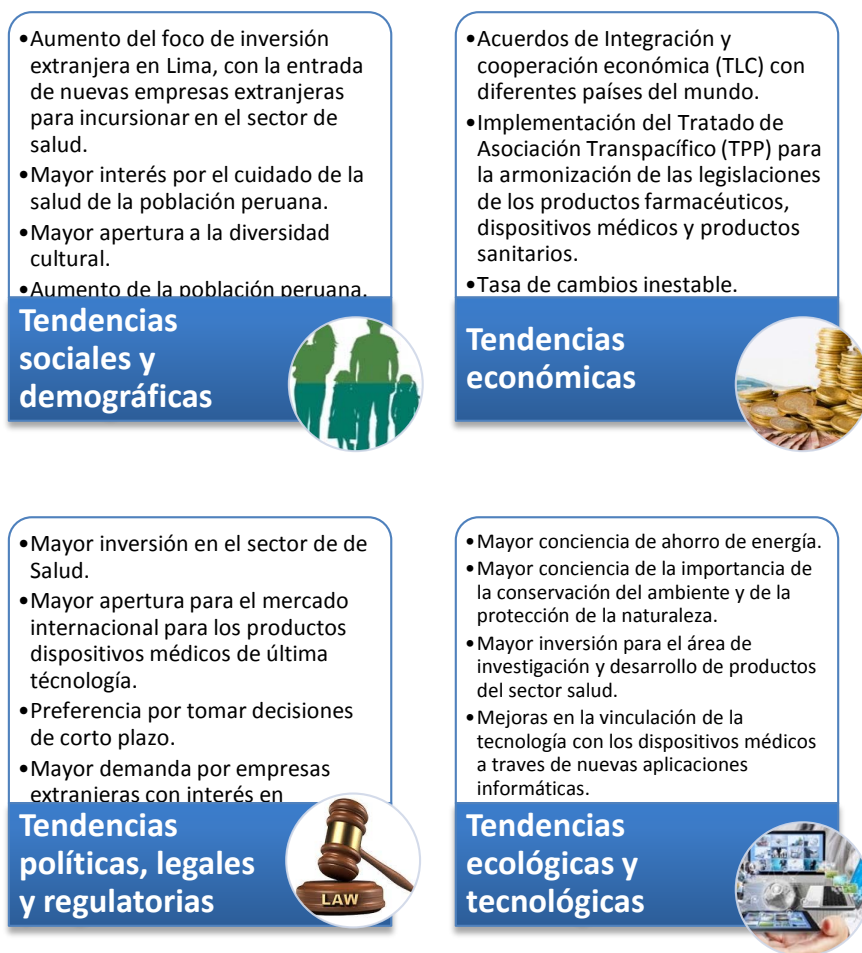 •Aumento del foco de inversión
extranjera en Lima, con la entrada
de nuevas empresas extranjeras
para incursionar en el sector de
salud.
•Mayor interés por el cuidado de la
salud de la población peruana.
•Mayor apertura a la diversidad
cultural.
•Aumento de la población peruana.
Tendencias
sociales y
demográficas
•Acuerdos de Integración y
cooperación económica (TLC) con
diferentes países del mundo.
•Implementación del Tratado de
Asociación Transpacífico (TPP) para
la armonización de las legislaciones
de los productos farmacéuticos,
dispositivos médicos y productos
sanitarios.
•Tasa de cambios inestable.
Tendencias
económicas
•Mayor inversión en el sector de de
Salud.
•Mayor apertura para el mercado
internacional para los productos
dispositivos médicos de última
técnología.
•Preferencia por tomar decisiones
de corto plazo.
•Mayor demanda por empresas
extranjeras con interés en
Tendencias
políticas, legales
y regulatorias
LAW
•Mayor conciencia de ahorro de energía.
•Mayor conciencia de la importancia de
la conservación del ambiente y de la
protección de la naturaleza.
•Mayor inversión para el área de
investigación y desarrollo de productos
del sector salud.
•Mejoras en la vinculación de la
tecnología con los dispositivos médicos
a traves de nuevas aplicaciones
informáticas.
Tendencias
ecológicas y
tecnológicas